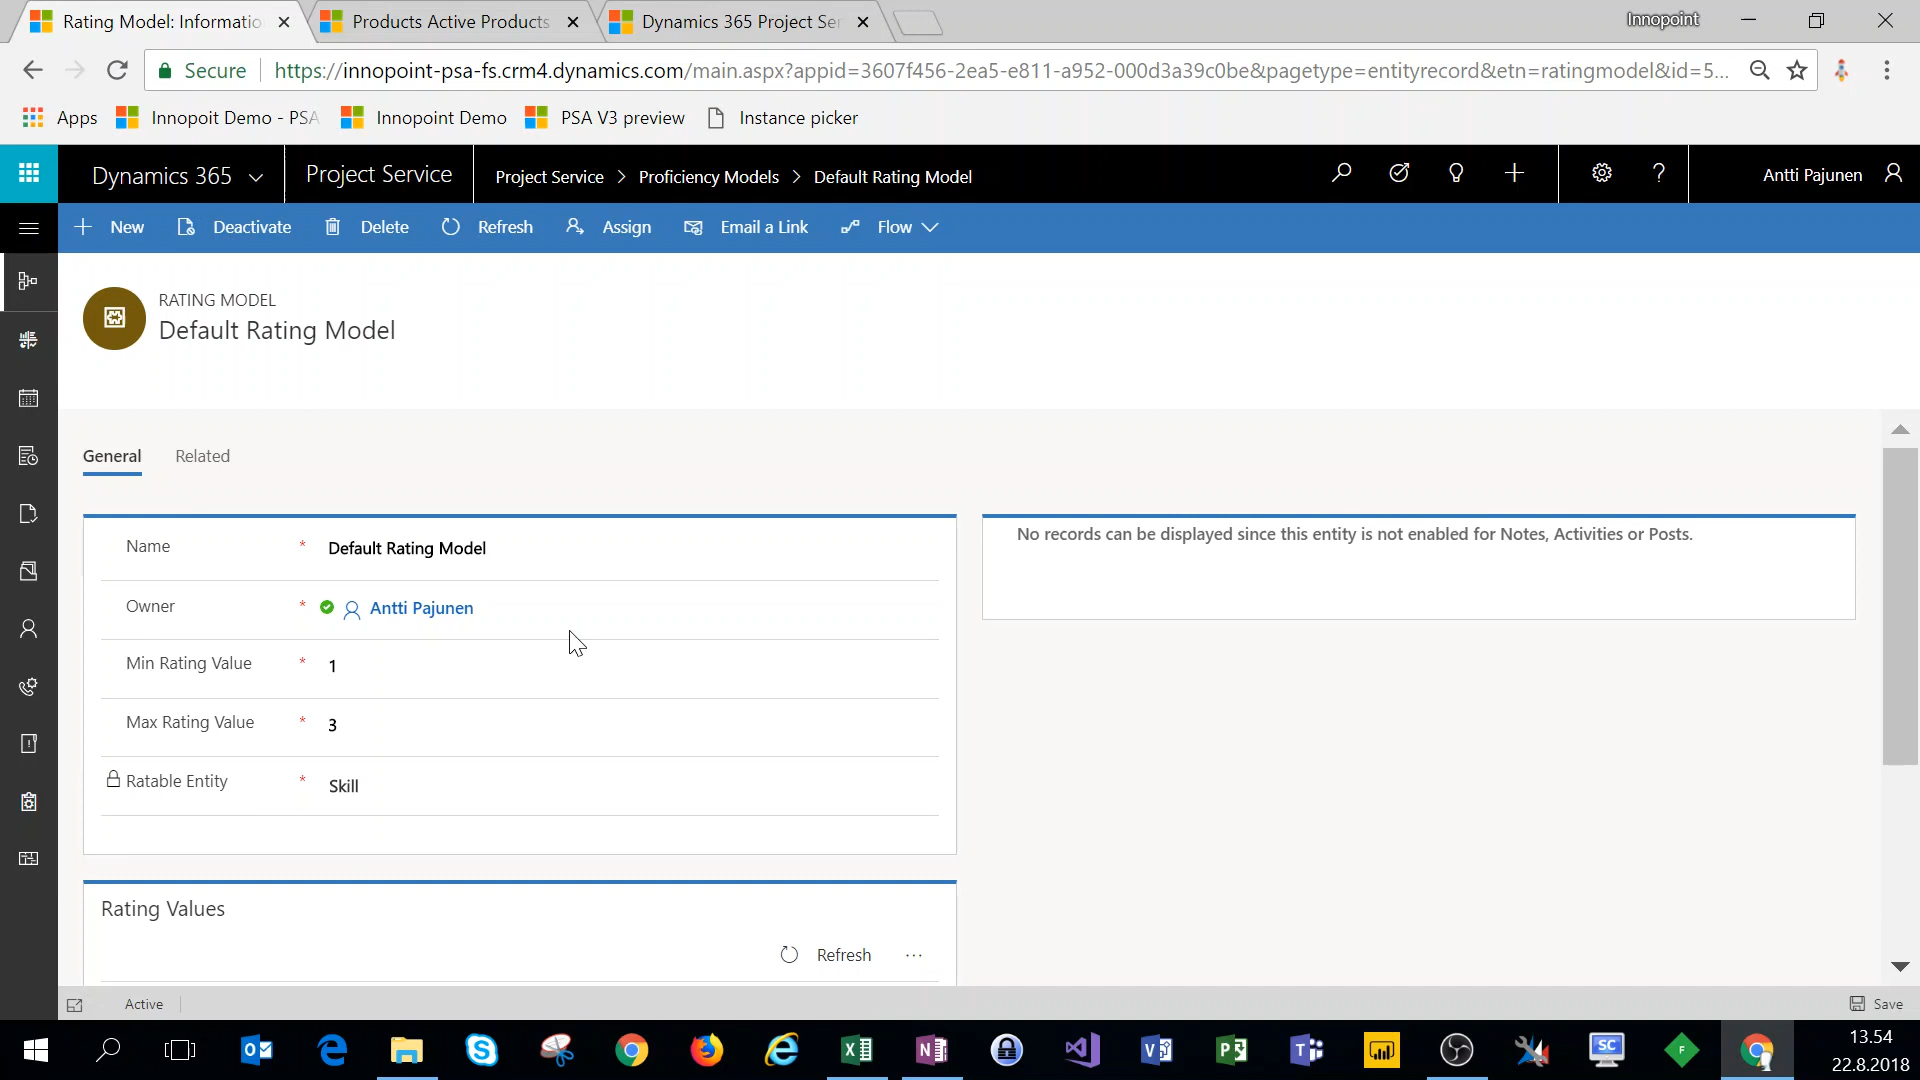 Rating Model: Informatio
Products Active Products
Dynamics 365 Project Ser
Innopoint
Secure
https://innopoint-psa-fs.crm4.dynamics.com/main.aspx?appid=3607f456-2ea5-e811-a952-000d3a39c0be&pagetype=entityrecord&etn=ratingmodel&id=5...
Apps
Innopoit Demo - PSA
Innopoint Demo
PSA V3 preview
Instance picker
Dynamics 365
Project Service
Project Service > Proficiency Models > Default Rating Model
Antti Pajunen
New
Deactivate
Delete
Refresh
Assign
Email a Link
Flow
RATING MODEL
Default Rating Model
General
Related
Name * Default Rating Model
Owner * Antti Pajunen
Min Rating Value * 1
Max Rating Value * 3
Ratable Entity * Skill
No records can be displayed since this entity is not enabled for Notes, Activities or Posts.
Rating Values
Refresh ...
Active
Save
13.54
22.8.2018